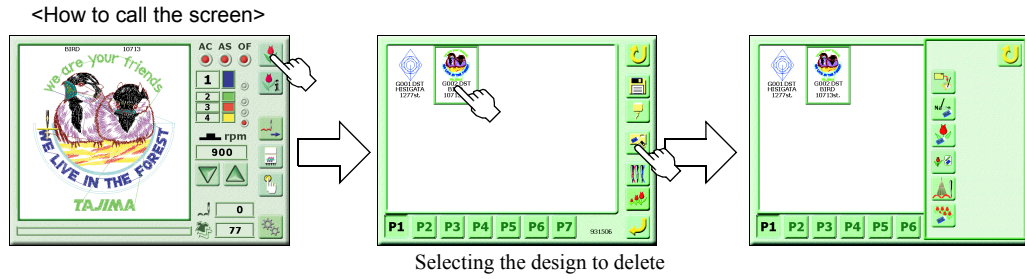 <How to call the screen>
BIRD 10713
We are your friends
WE LIVE IN THE FOREST
TAJIMA
AC AS OF
1
2
3
4
rpm
900
0
77
i
G001 DST
HISIGATA
1277st.
G002 DST
BIRD
P1 P2 P3 P4 P5 P6 P7 931506
G001 DST
HISIGATA
1277st.
G002 DST
BIRD
10713st.
P1 P2 P3 P4 P5 P6
Selecting the design to delete